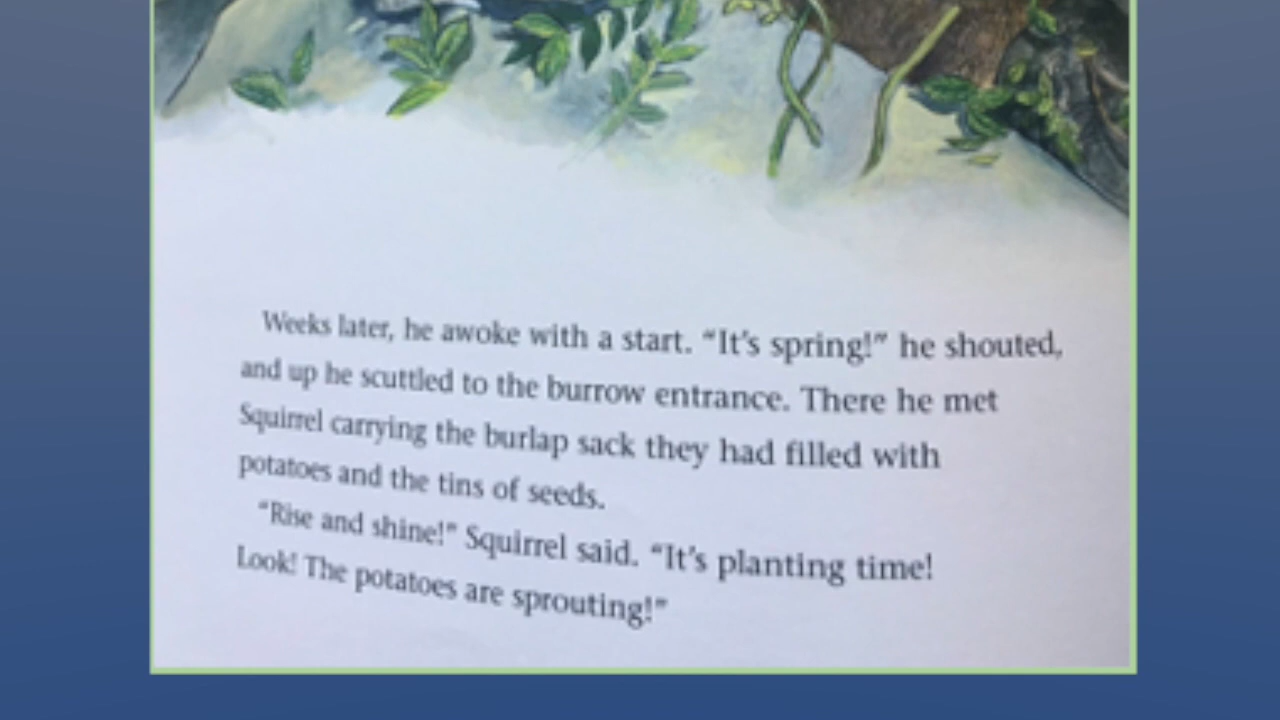 Weeks later, he awoke with a start. “It’s spring!” he shouted,
and up he scuttled to the burrow entrance. There he met
Squirrel carrying the burlap sack they had filled with
potatoes and the tins of seeds.
“Rise and shine!” Squirrel said. “It’s planting time!
Look! The potatoes are sprouting!”